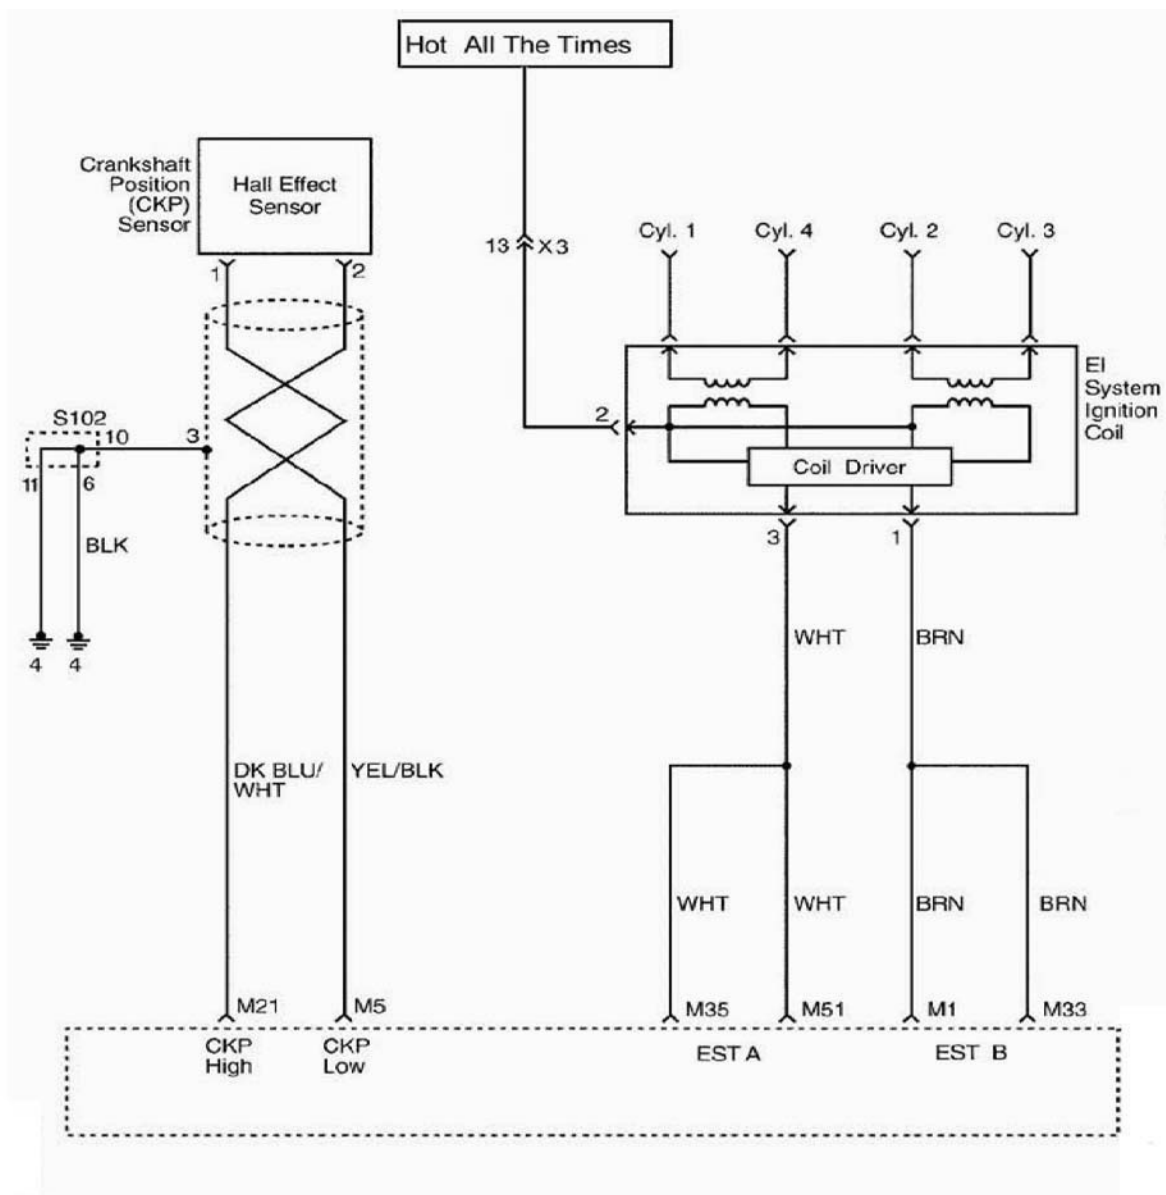 Hot All The Times
Crankshaft
Position
(CKP)
Sensor
Hall Effect
Sensor
1
2
13 X3
Cyl. 1
Cyl. 4
Cyl. 2
Cyl. 3
EI
System
Ignition
Coil
2
Coil Driver
3
1
S102
10
3
11
6
BLK
4
4
WHT
BRN
DK BLU/
WHT
YEL/BLK
WHT
WHT
BRN
BRN
M21
M5
M35
M51
M1
M33
CKP
High
CKP
Low
EST A
EST B